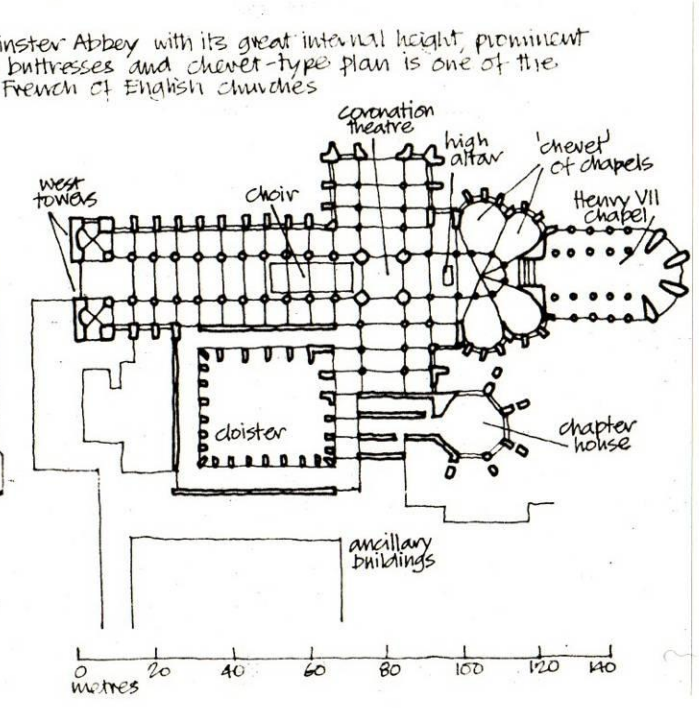 inster Abbey with its great internal height, prominent
buttresses and chevet-type plan is one of the
French of English churches
coronation
theatre
high
altar
'chevet'
of chapels
west
towers
choir
Henry VII
chapel
cloister
chapter
house
ancillary
buildings
0 20 40 60 80 100 120 140
metres